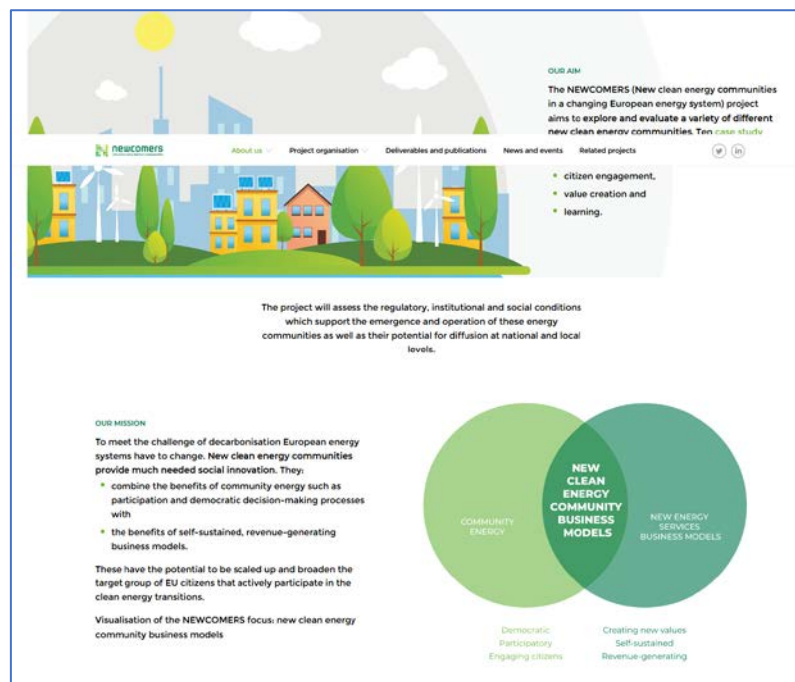 OUR AIM
The NEWCOMERS (New clean energy communities
in a changing European energy system) project
aims to explore and evaluate a variety of different
new clean energy communities. Ten case study
newcomers
About us
Project organisation
Deliverables and publications
News and events
Related projects
citizen engagement,
value creation and
learning.
The project will assess the regulatory, institutional and social conditions
which support the emergence and operation of these energy
communities as well as their potential for diffusion at national and local
levels.
OUR MISSION
To meet the challenge of decarbonisation European energy
systems have to change. New clean energy communities
provide much needed social innovation. They:
combine the benefits of community energy such as
participation and democratic decision-making processes
with
the benefits of self-sustained, revenue-generating
business models.
These have the potential to be scaled up and broaden the
target group of EU citizens that actively participate in the
clean energy transitions.
Visualisation of the NEWCOMERS focus: new clean energy
community business models
COMMUNITY
ENERGY
NEW
CLEAN
ENERGY
COMMUNITY
BUSINESS
MODELS
NEW ENERGY
SERVICES
BUSINESS MODELS
Democratic
Participatory
Engaging citizens
Creating new values
Self-sustained
Revenue-generating